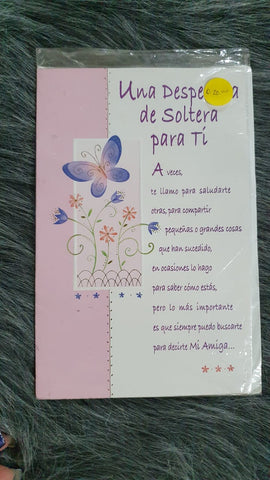 Una Despe a
de Soltera
para Ti
A veces,
te llamo para saludarte
otras, para compartir
pequeñas o grandes cosas
que han sucedido,
en ocasiones lo hago
para saber cómo estás,
pero lo más importante
es que siempre puedo buscarte
para decirte Mi Amiga...